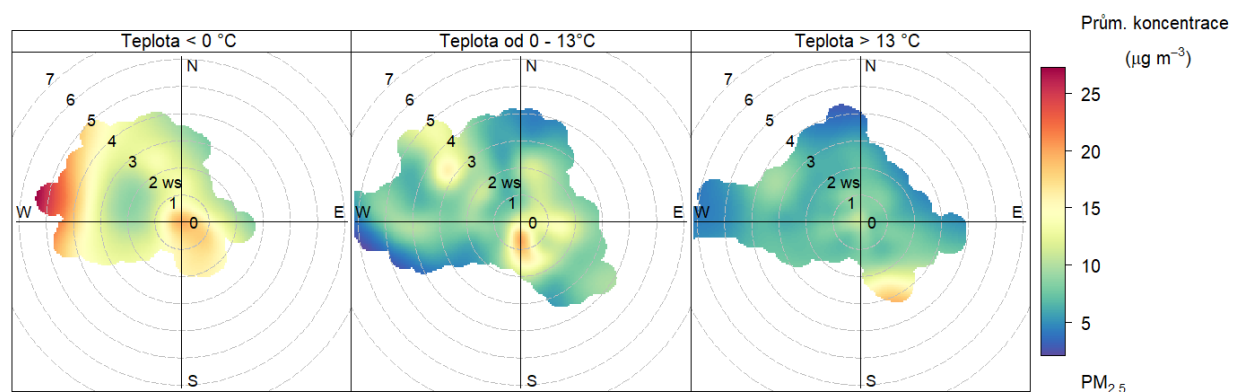 Teplota < 0 °C
Teplota od 0 - 13°C
Teplota > 13 °C
Prům. koncentrace
(µg m⁻³)
N
7
6
5
4
3
2 ws
1
0
W
E
S
N
7
6
5
4
3
2 ws
1
0
W
E
S
N
7
6
5
4
3
2 ws
1
0
W
E
S
25
20
15
10
5
PM₂.₅